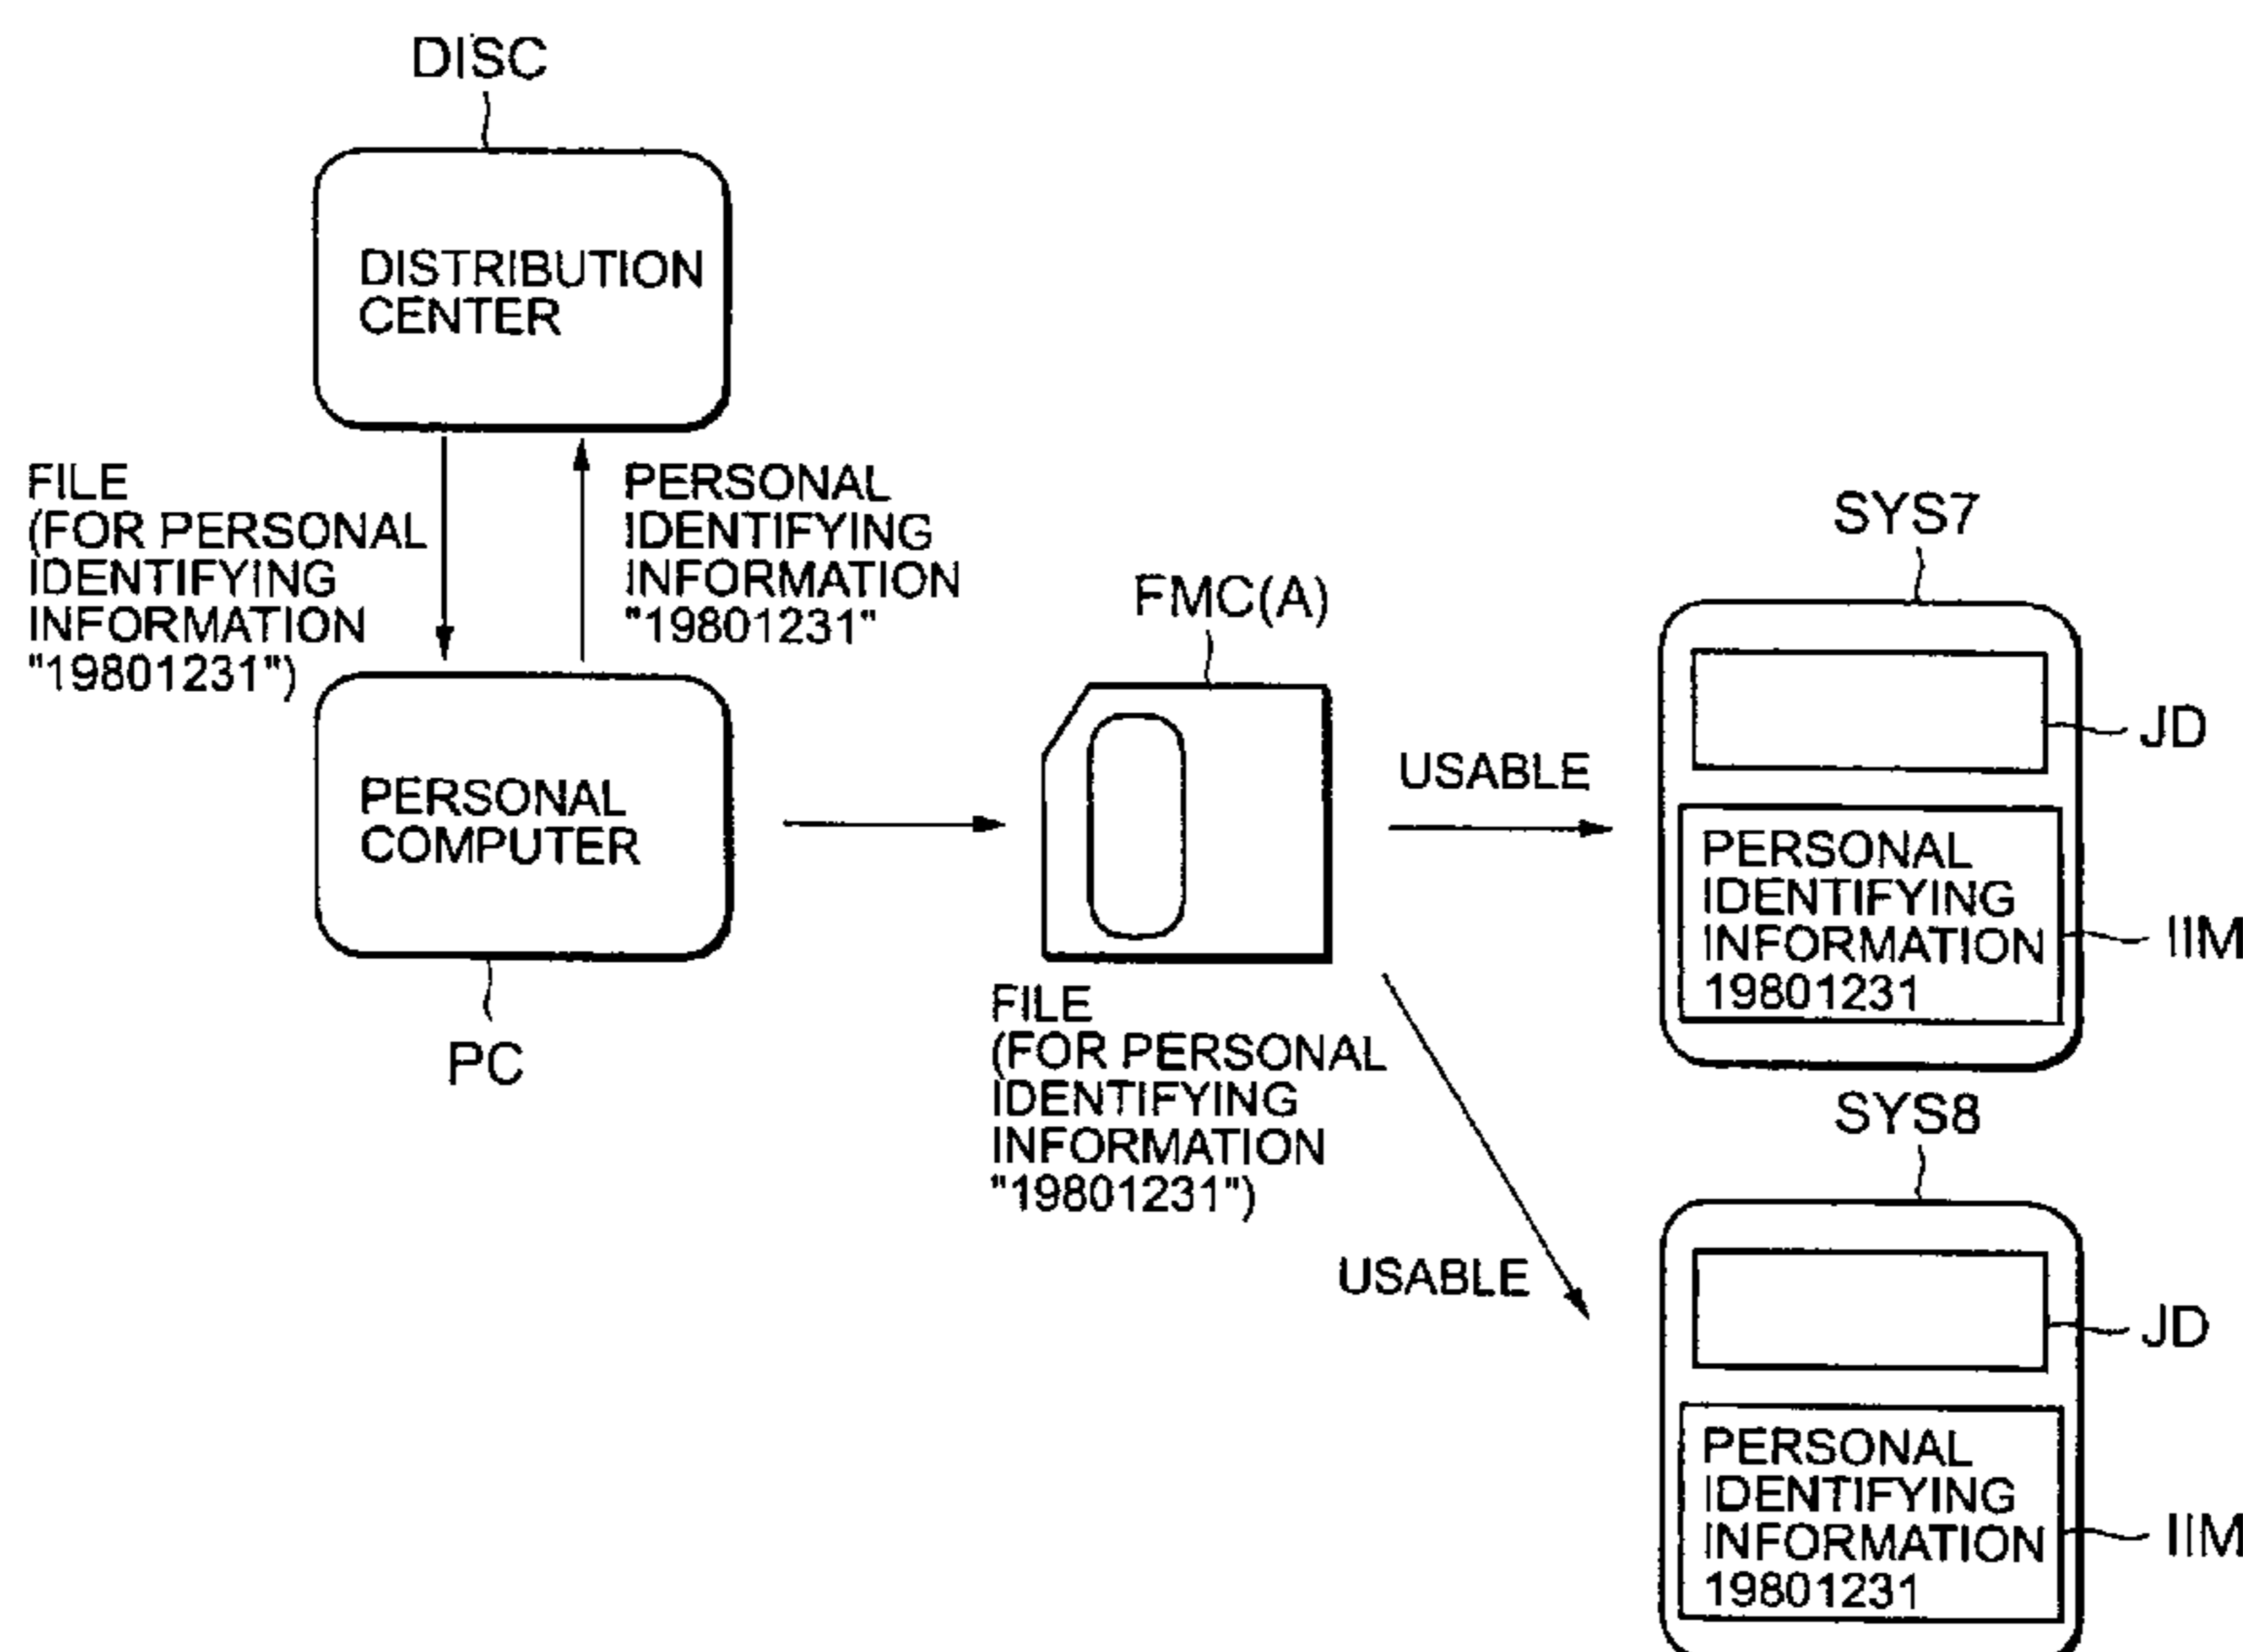 DISC
DISTRIBUTION
CENTER
FILE
(FOR PERSONAL
IDENTIFYING
INFORMATION
"19801231")
PERSONAL
IDENTIFYING
INFORMATION
"19801231"
PERSONAL
COMPUTER
PC
FMC(A)
FILE
(FOR PERSONAL
IDENTIFYING
INFORMATION
"19801231")
USABLE
USABLE
SYS7
JD
PERSONAL
IDENTIFYING
INFORMATION
19801231
IIM
SYS8
JD
PERSONAL
IDENTIFYING
INFORMATION
19801231
IIM